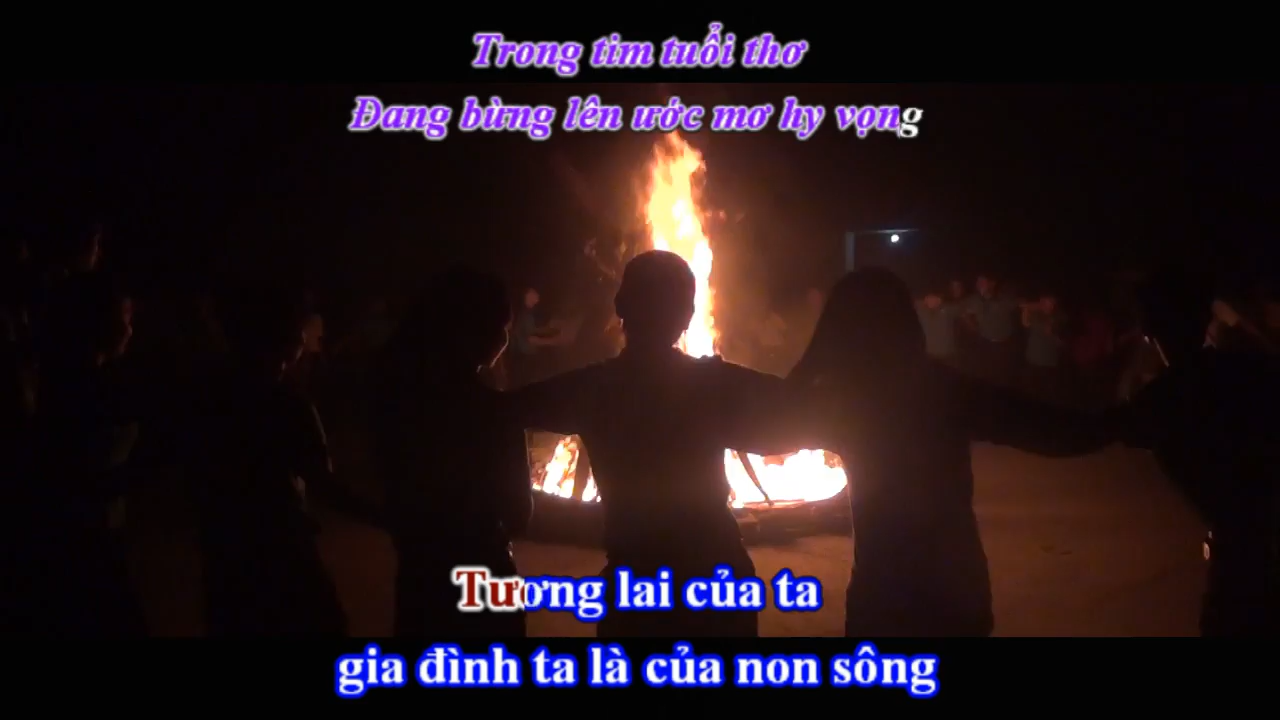 Trong tim tuổi thơ
Đang bừng lên ước mơ hy vọng
Tương lai của ta
gia đình ta là của non sông